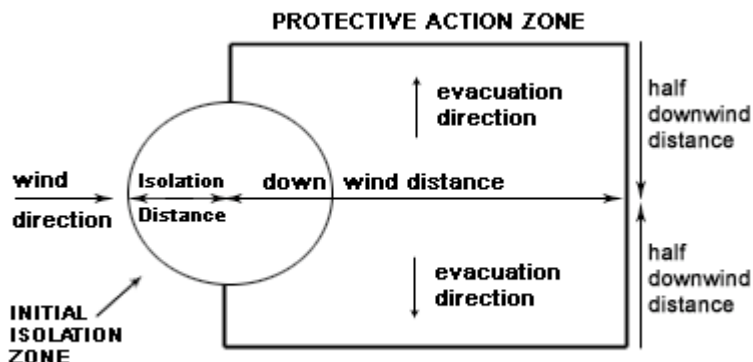 PROTECTIVE ACTION ZONE
evacuation
direction
half
downwind
distance
wind
direction
Isolation
Distance
down wind distance
evacuation
direction
half
downwind
distance
INITIAL
ISOLATION
ZONE